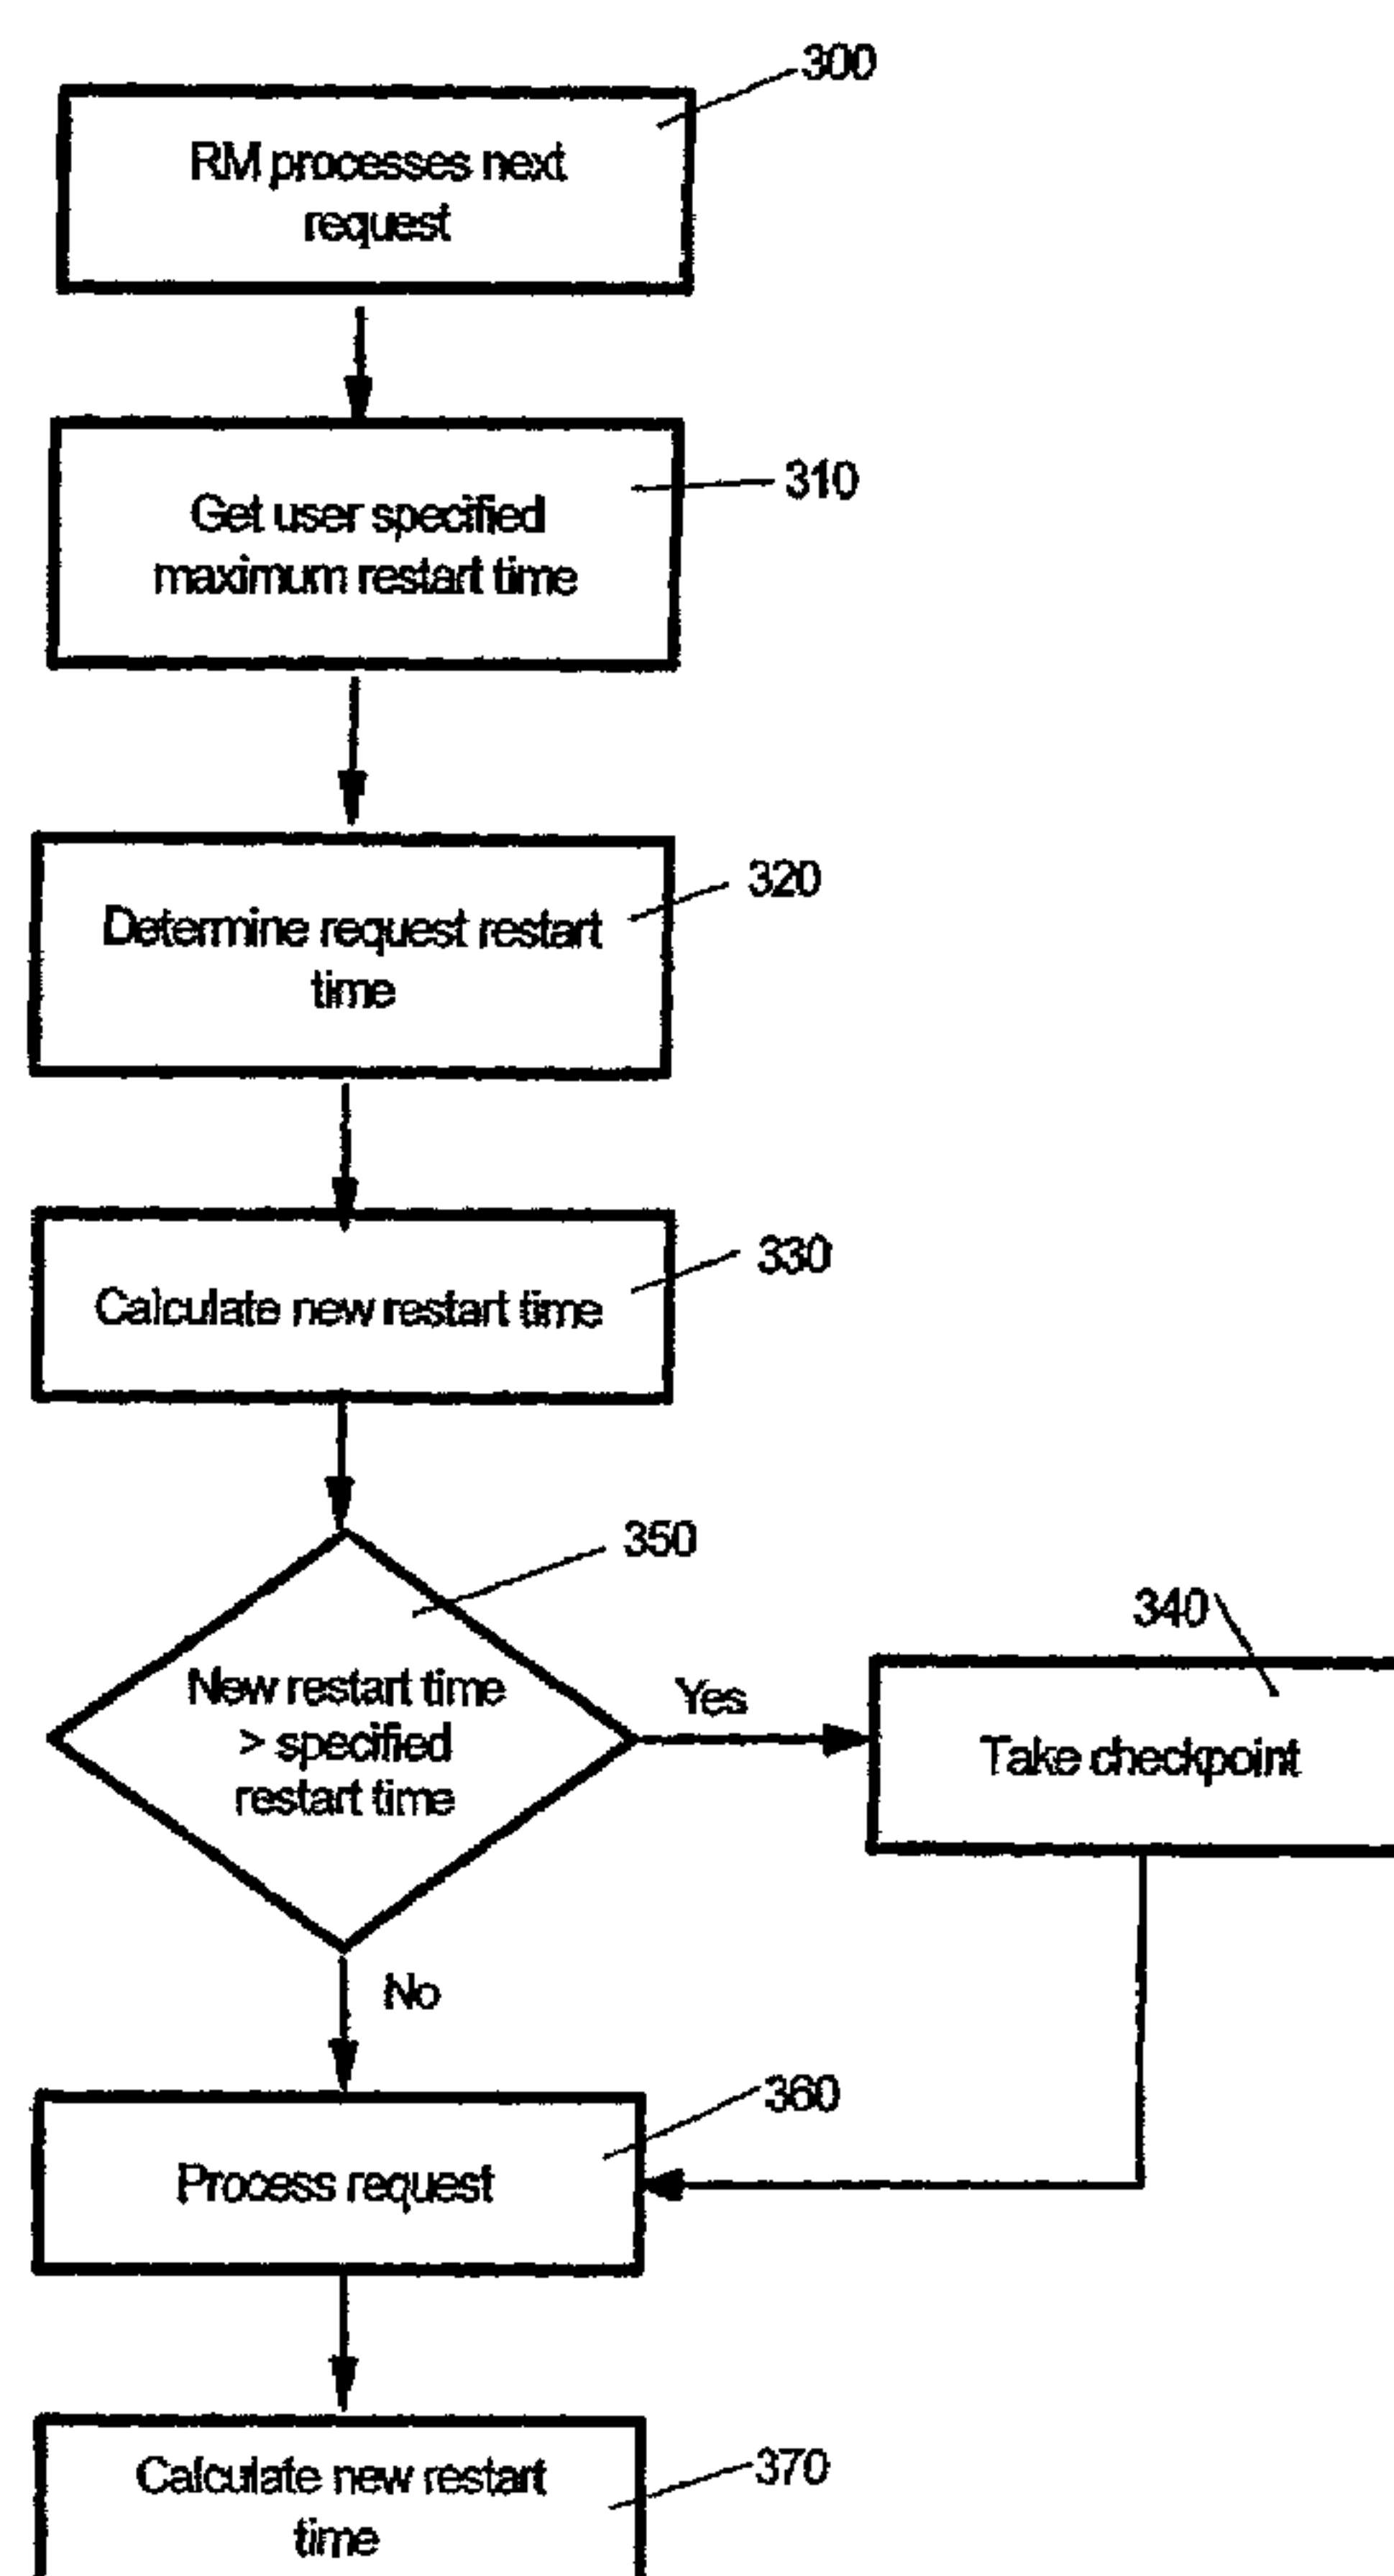 300
RM processes next
request
310
Get user specified
maximum restart time
320
Determine request restart
time
330
Calculate new restart time
350
New restart time
> specified
restart time
Yes
340
Take checkpoint
No
360
Process request
370
Calculate new restart
time